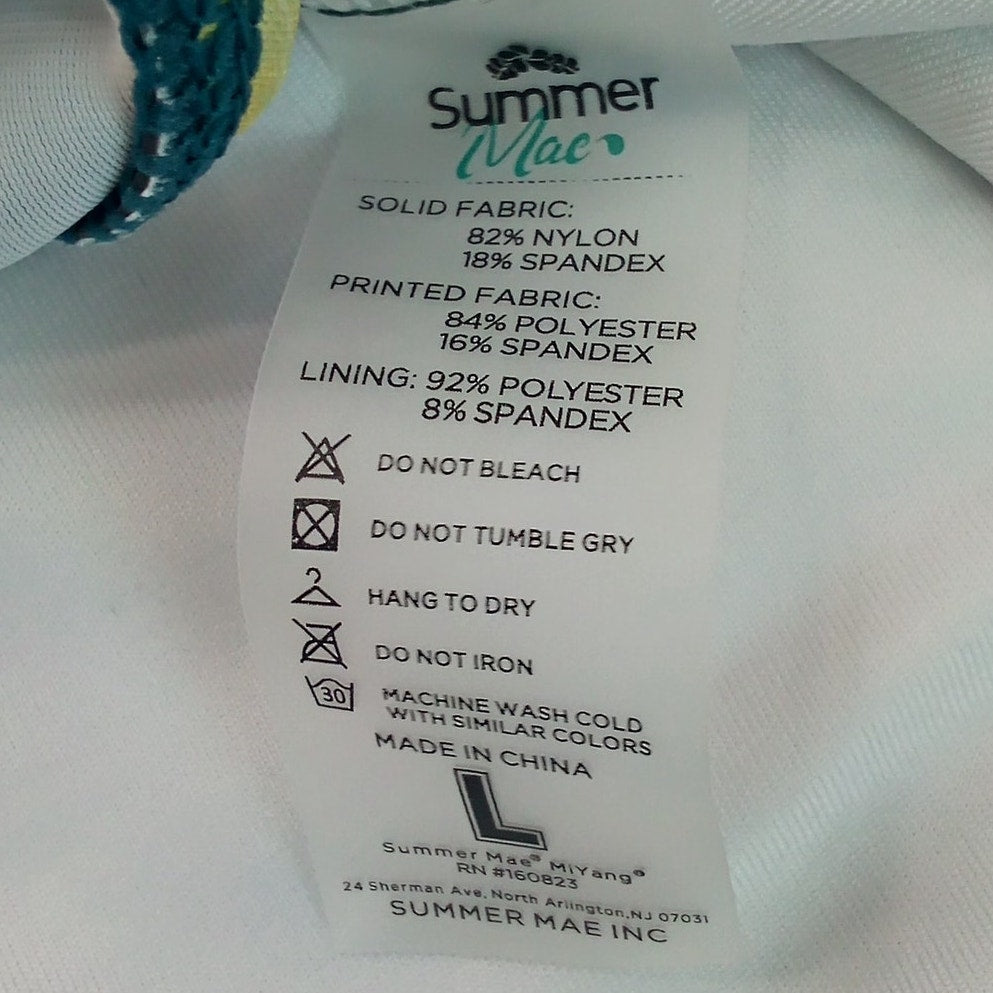 Summer
Mae
SOLID FABRIC:
82% NYLON
18% SPANDEX
PRINTED FABRIC:
84% POLYESTER
16% SPANDEX
LINING: 92% POLYESTER
8% SPANDEX
DO NOT BLEACH
DO NOT TUMBLE GRY
HANG TO DRY
DO NOT IRON
30 MACHINE WASH COLD
WITH SIMILAR COLORS
MADE IN CHINA
L
Summer Mae® MiYang®
RN #160823
24 Sherman Ave. North Arlington,NJ 07031
SUMMER MAE INC